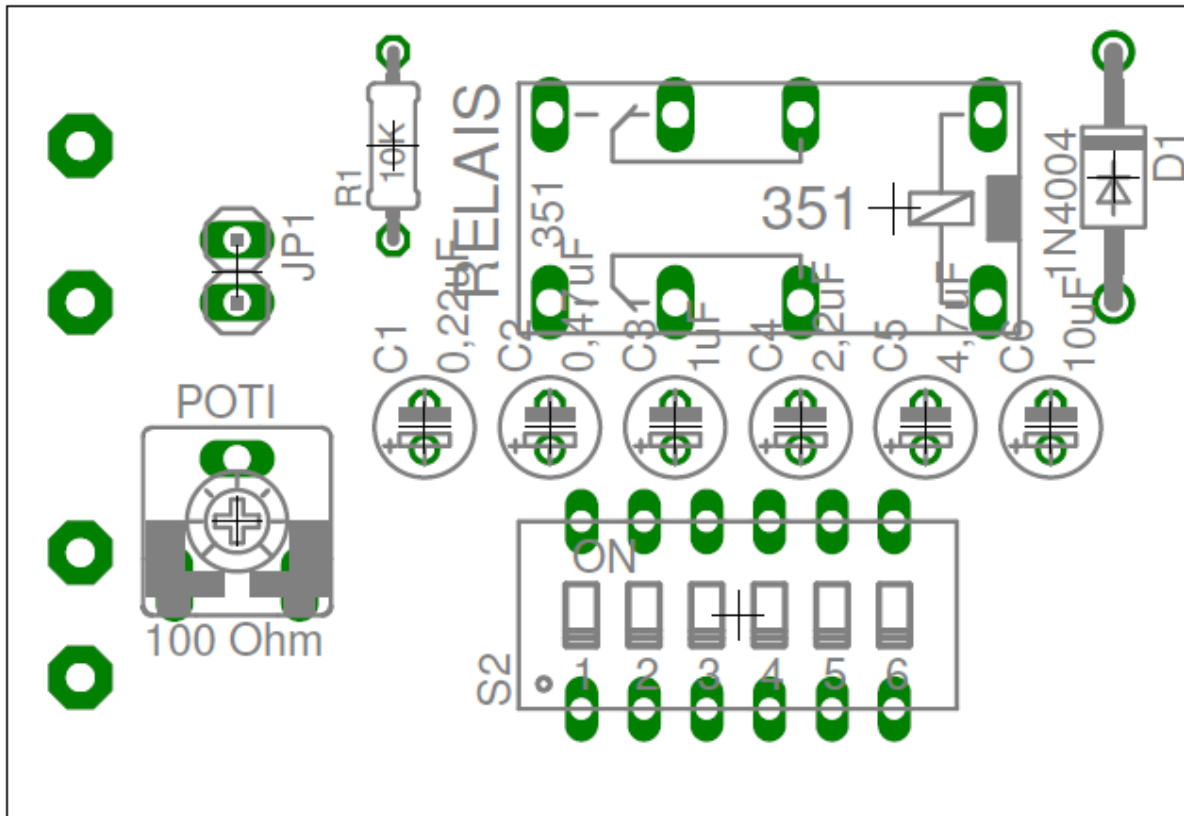 R1
10K
RELAIS
351
351
1N4004
D1
JP1
C1
0,22uF
C2
0,47uF
C3
1uF
C4
2,2uF
C5
4,7uF
C6
10uF
POTI
100 Ohm
ON
S2
1 2 3 4 5 6